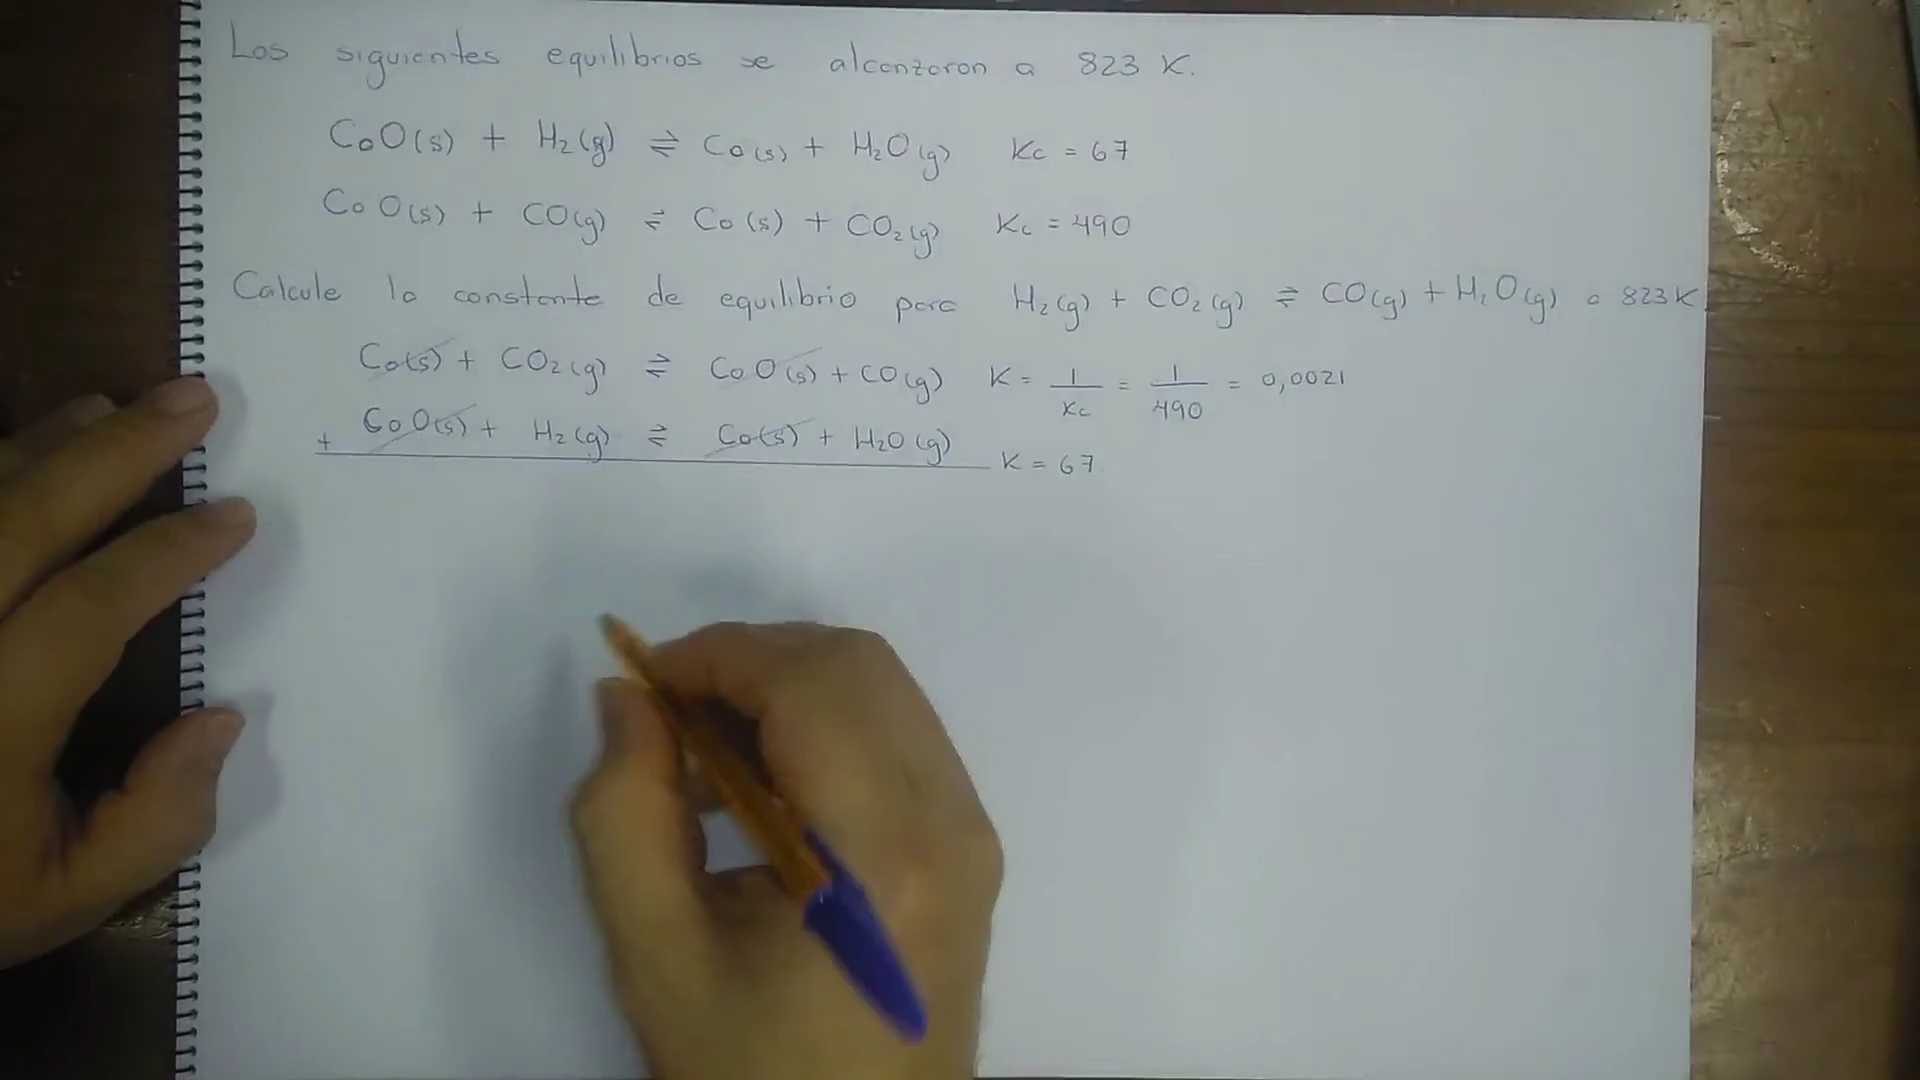 Los siguientes equilibrios se alcanzaron a 823 K.
CoO(s) + H₂(g) ⇌ Co(s) + H₂O(g) Kc = 67
CoO(s) + CO(g) ⇌ Co(s) + CO₂(g) Kc = 490
Calcule la constante de equilibrio para H₂(g) + CO₂(g) ⇌ CO(g) + H₂O(g) a 823 K
Co(s) + CO₂(g) ⇌ CoO(s) + CO(g) K = 1/Kc = 1/490 = 0,0021
+ CoO(s) + H₂(g) ⇌ Co(s) + H₂O(g) K = 67.